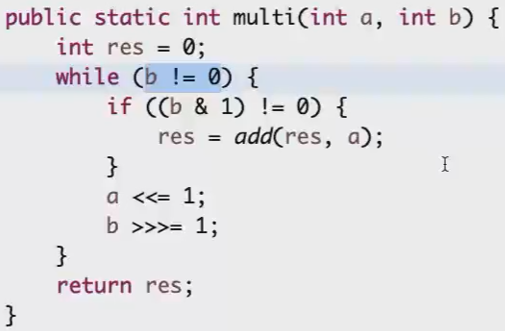 public static int multi(int a, int b) {
    int res = 0;
    while (b != 0) {
        if ((b & 1) != 0) {
            res = add(res, a);
        }
        a <<= 1;
        b >>>= 1;
    }
    return res;
}